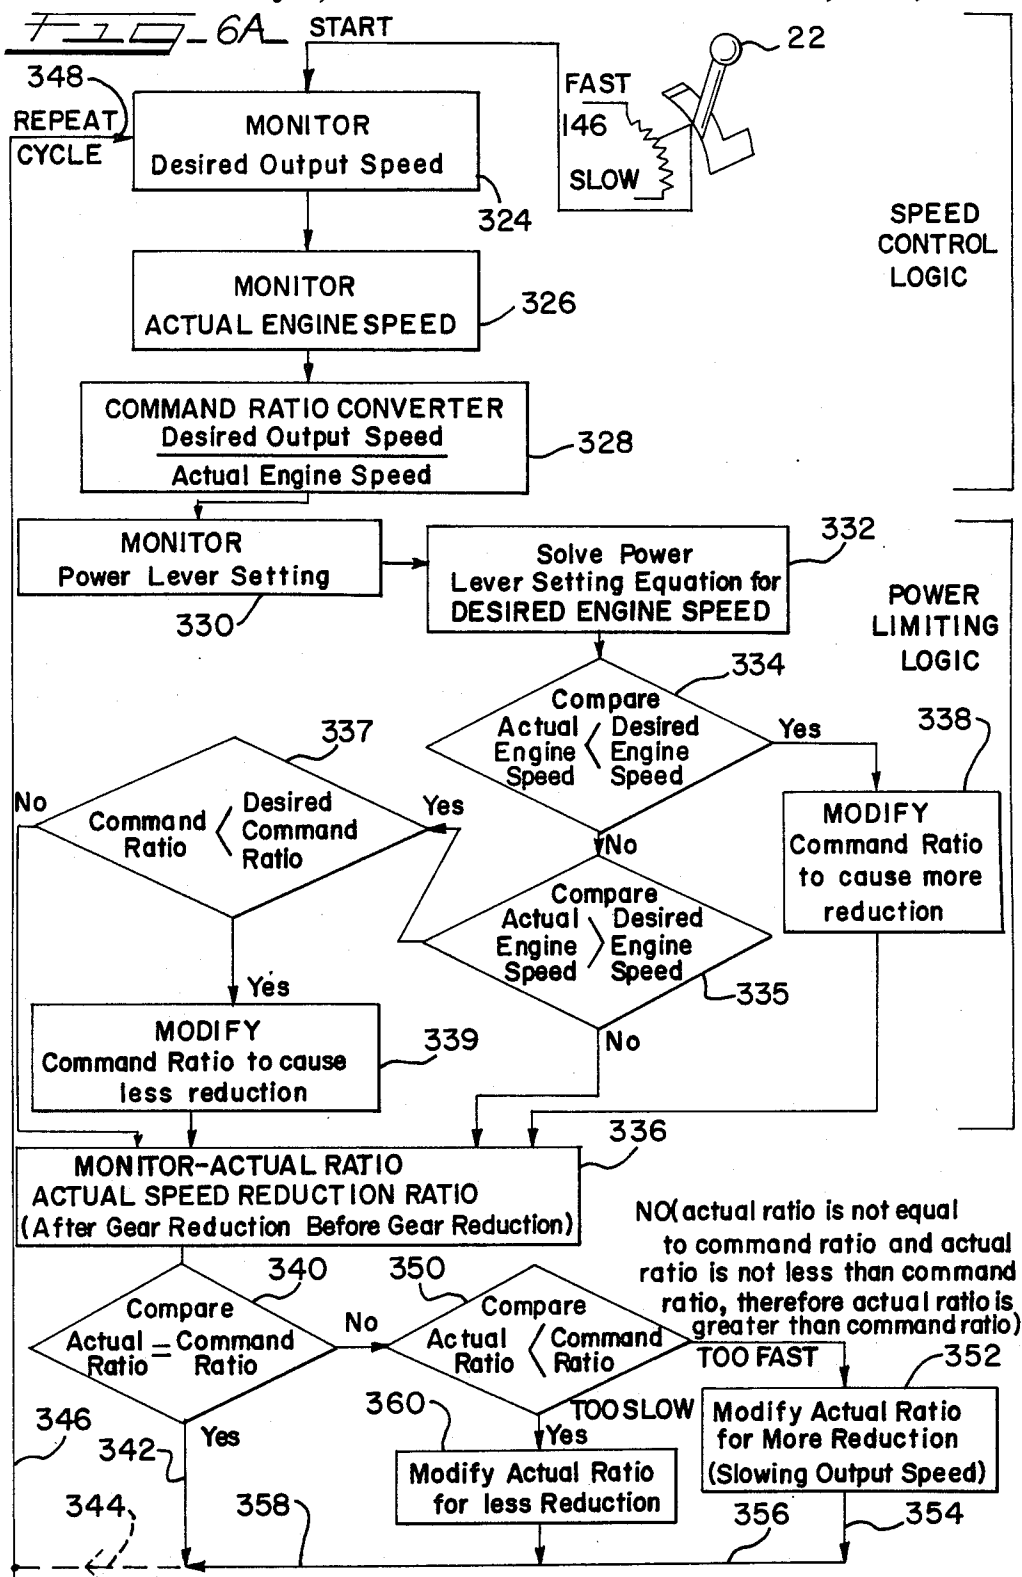 Fig_6A_
START
22
348
FAST
146
SLOW
REPEAT
CYCLE
MONITOR
Desired Output Speed
324
SPEED
CONTROL
LOGIC
MONITOR
ACTUAL ENGINE SPEED
326
COMMAND RATIO CONVERTER
Desired Output Speed
Actual Engine Speed
328
MONITOR
Power Lever Setting
330
Solve Power
Lever Setting Equation for
DESIRED ENGINE SPEED
332
POWER
LIMITING
LOGIC
334
Compare
Actual < Desired
Engine Engine
Speed Speed
Yes
338
No
MODIFY
Command Ratio
to cause more
reduction
337
No
Command < Desired
Ratio Command
Ratio
Yes
Compare
Actual > Desired
Engine Engine
Speed Speed
335
No
Yes
MODIFY
Command Ratio to cause
less reduction
339
336
MONITOR-ACTUAL RATIO
ACTUAL SPEED REDUCTION RATIO
(After Gear Reduction Before Gear Reduction)
NO(actual ratio is not equal
to command ratio and actual
ratio is not less than command
ratio, therefore actual ratio is
greater than command ratio)
340
Compare
Actual = Command
Ratio Ratio
No
350
Compare
Actual < Command
Ratio Ratio
TOO FAST
352
Modify Actual Ratio
for More Reduction
(Slowing Output Speed)
360
TOO SLOW
Yes
Modify Actual Ratio
for less Reduction
346
342
Yes
344
358
356
354